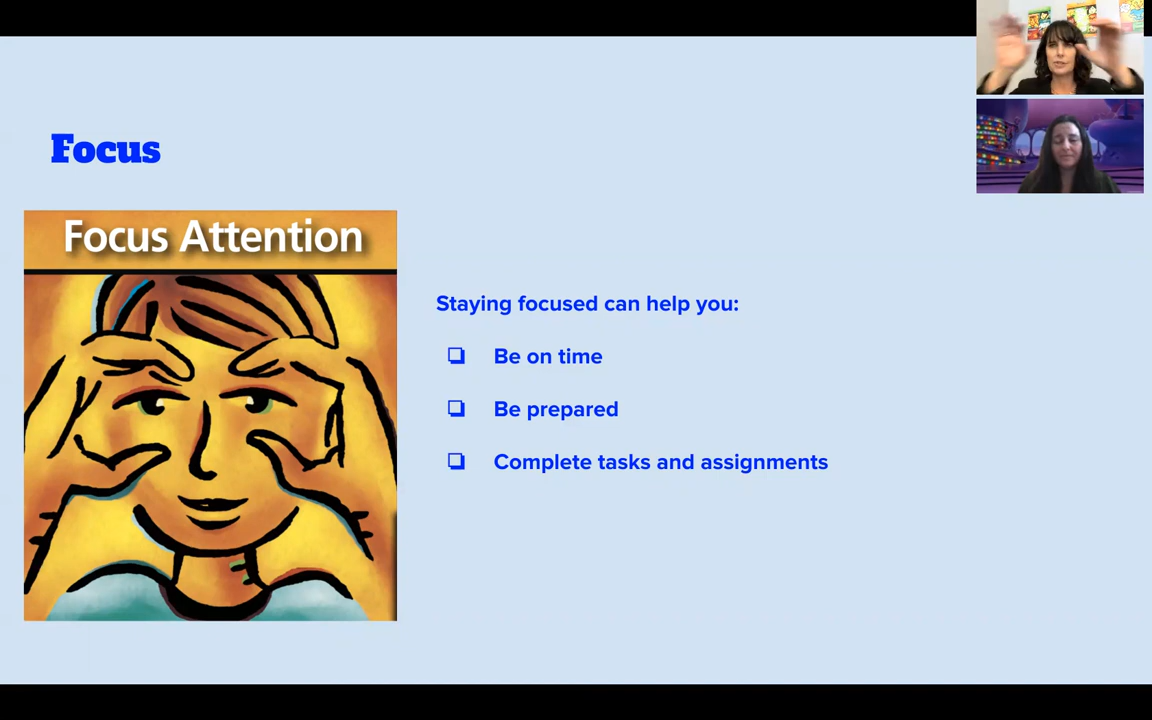 Focus
Focus Attention
Staying focused can help you:
❏ Be on time
❏ Be prepared
❏ Complete tasks and assignments